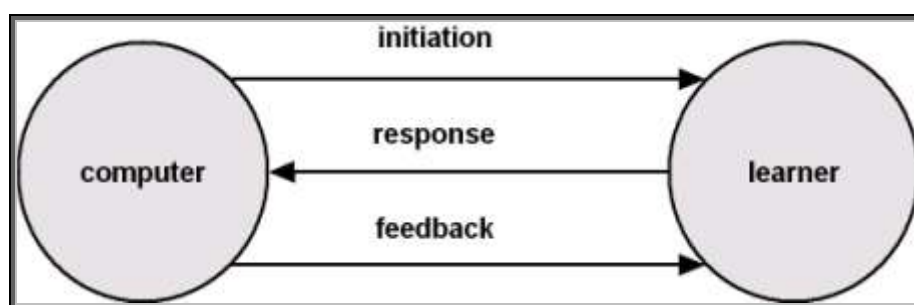 initiation
response
computer
learner
feedback